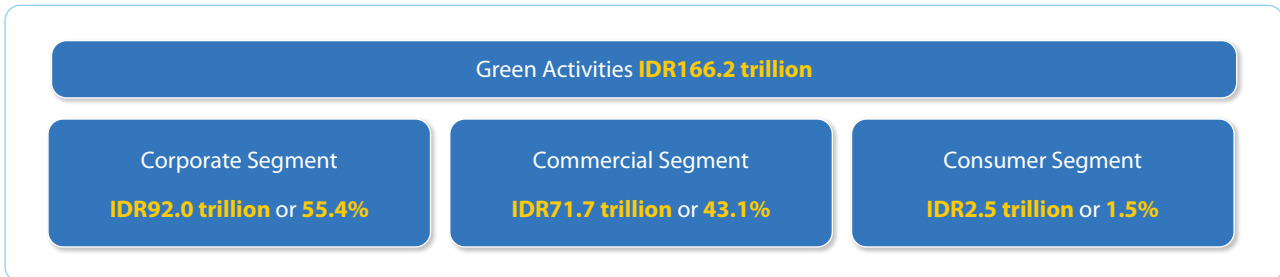 Green Activities IDR166.2 trillion
Corporate Segment
IDR92.0 trillion or 55.4%
Commercial Segment
IDR71.7 trillion or 43.1%
Consumer Segment
IDR2.5 trillion or 1.5%